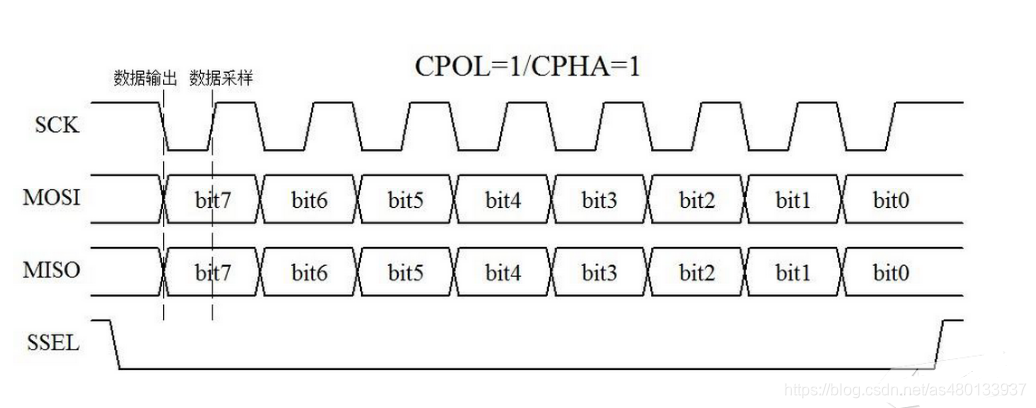 CPOL=1/CPHA=1
数据输出 数据采样
SCK
MOSI bit7 bit6 bit5 bit4 bit3 bit2 bit1 bit0
MISO bit7 bit6 bit5 bit4 bit3 bit2 bit1 bit0
SSEL
https://blog.csdn.net/as480133937